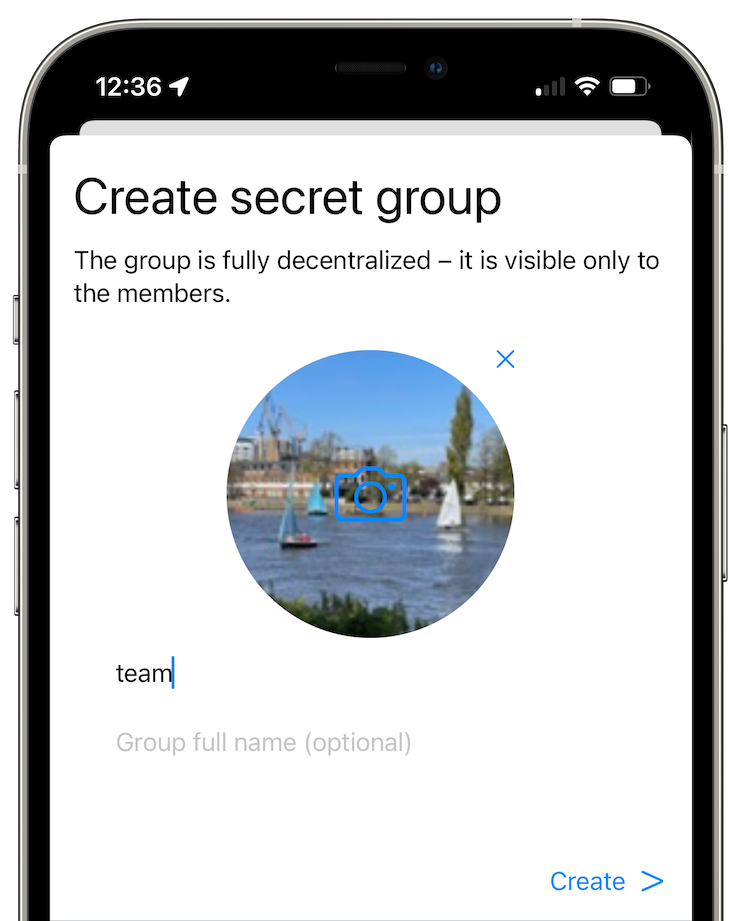 12:36
Create secret group
The group is fully decentralized – it is visible only to
the members.
team
Group full name (optional)
Create >